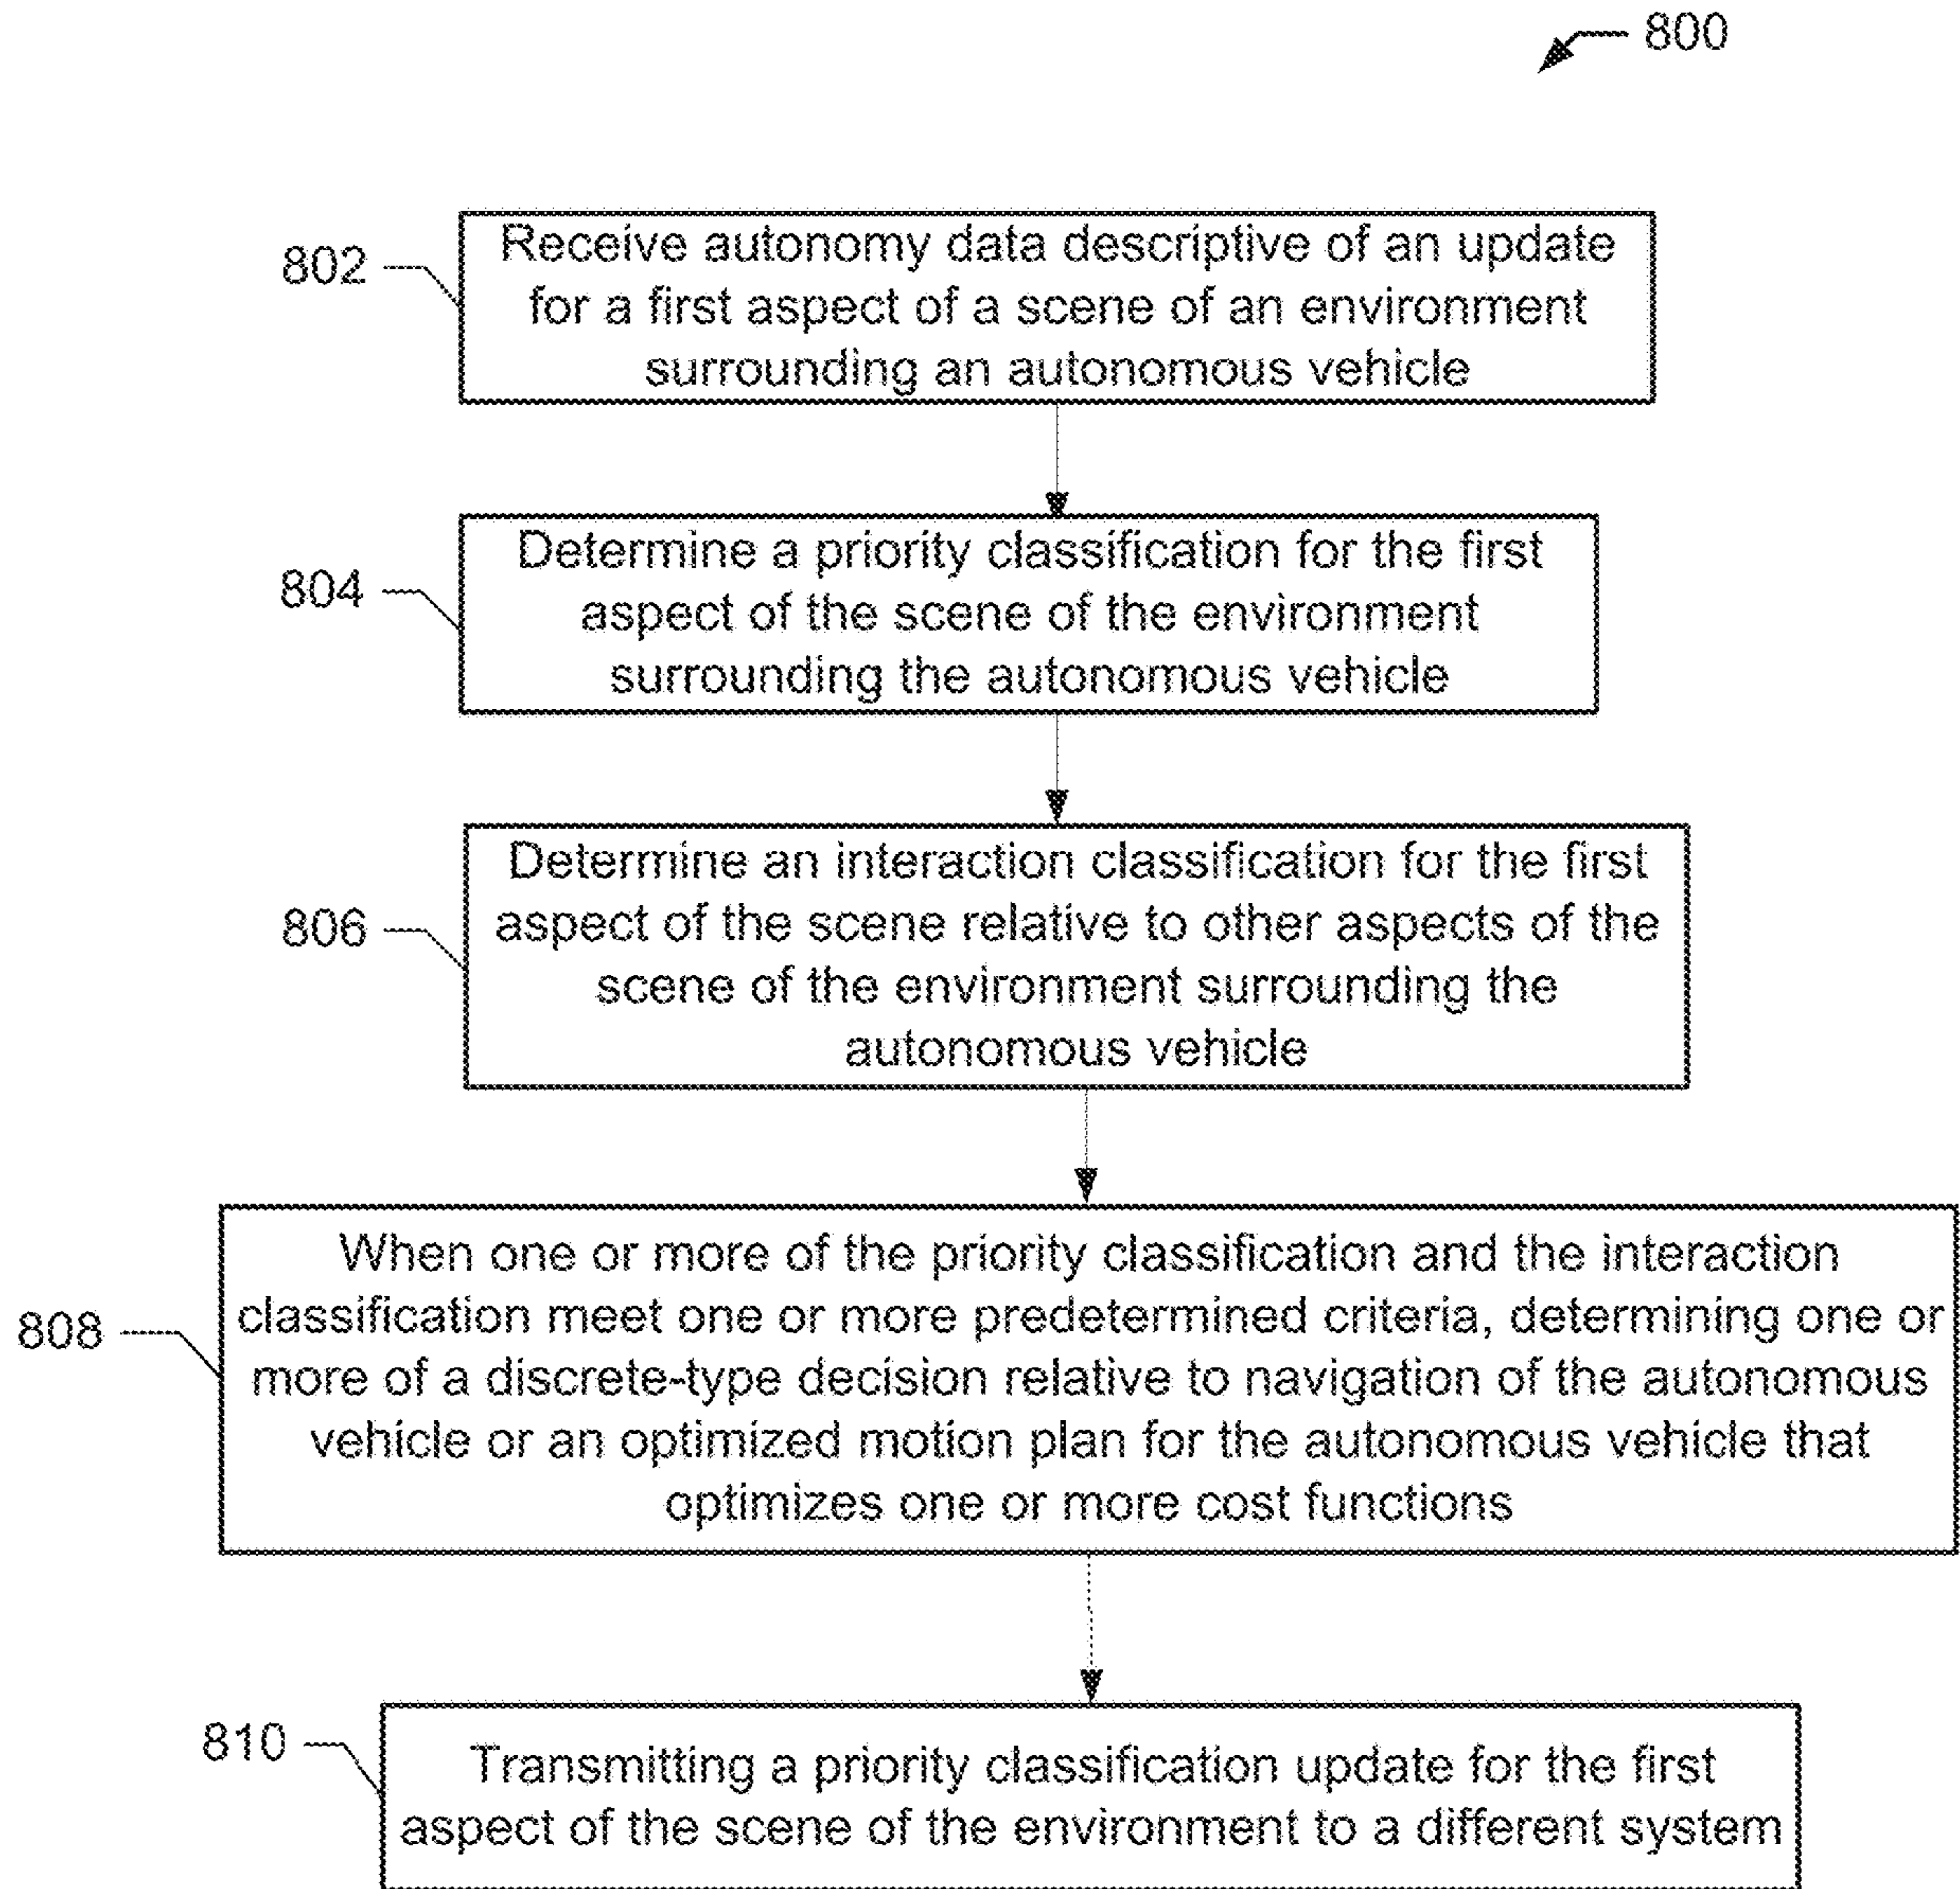 800
802
Receive autonomy data descriptive of an update
for a first aspect of a scene of an environment
surrounding an autonomous vehicle
804
Determine a priority classification for the first
aspect of the scene of the environment
surrounding the autonomous vehicle
806
Determine an interaction classification for the first
aspect of the scene relative to other aspects of the
scene of the environment surrounding the
autonomous vehicle
808
When one or more of the priority classification and the interaction
classification meet one or more predetermined criteria, determining one or
more of a discrete-type decision relative to navigation of the autonomous
vehicle or an optimized motion plan for the autonomous vehicle that
optimizes one or more cost functions
810
Transmitting a priority classification update for the first
aspect of the scene of the environment to a different system